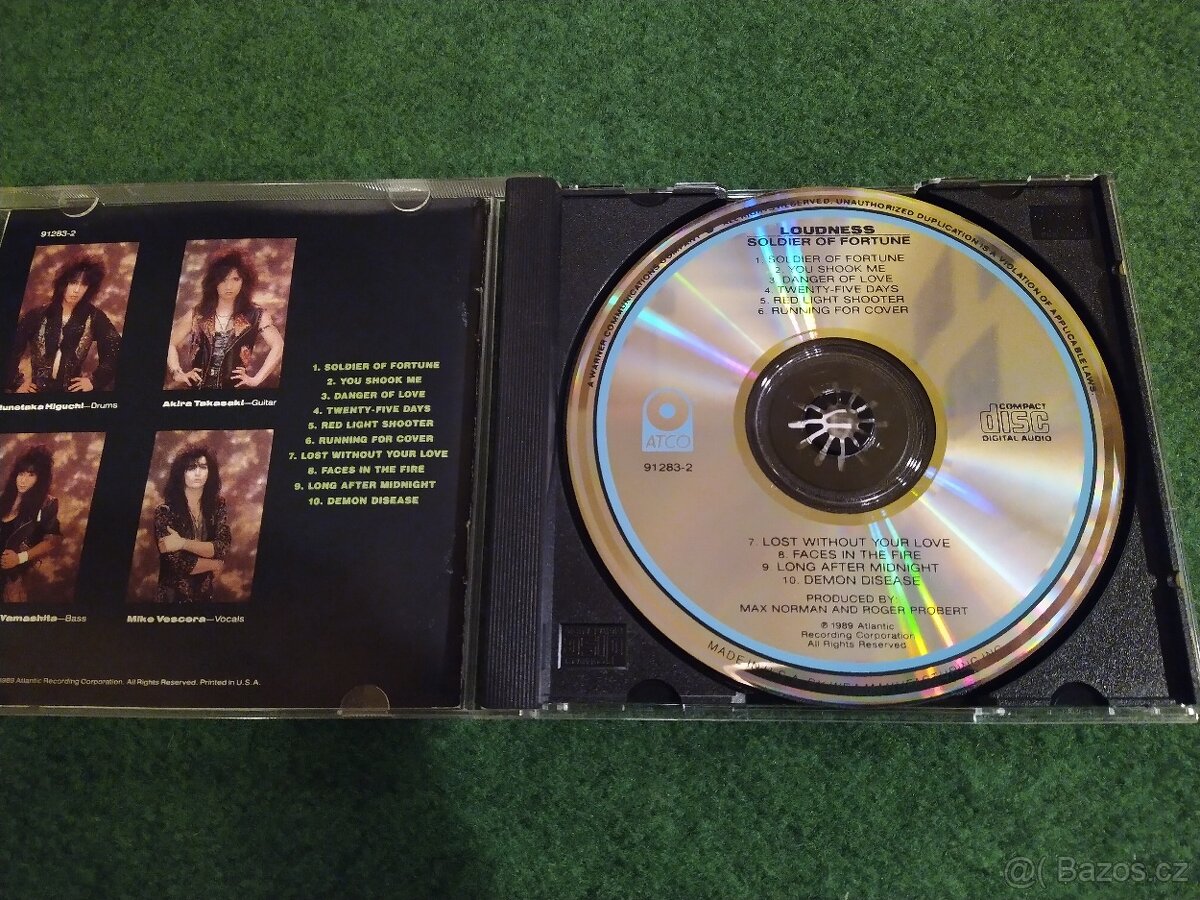 91283-2
Munetaka Higuchi—Drums
Akira Takasaki—Guitar
Yamashita—Bass
Mike Vescera—Vocals
1. SOLDIER OF FORTUNE
2. YOU SHOOK ME
3. DANGER OF LOVE
4. TWENTY-FIVE DAYS
5. RED LIGHT SHOOTER
6. RUNNING FOR COVER
7. LOST WITHOUT YOUR LOVE
8. FACES IN THE FIRE
9. LONG AFTER MIDNIGHT
10. DEMON DISEASE
1989 Atlantic Recording Corporation. All Rights Reserved. Printed in U.S.A.
A WARNER COMMUNICATIONS COMPANY. ALL RIGHTS RESERVED. UNAUTHORIZED DUPLICATION IS A VIOLATION OF APPLICABLE LAWS.
LOUDNESS
SOLDIER OF FORTUNE
1. SOLDIER OF FORTUNE
2. YOU SHOOK ME
3. DANGER OF LOVE
4. TWENTY-FIVE DAYS
5. RED LIGHT SHOOTER
6. RUNNING FOR COVER
ATCO
91283-2
COMPACT
disc
DIGITAL AUDIO
7. LOST WITHOUT YOUR LOVE
8. FACES IN THE FIRE
9. LONG AFTER MIDNIGHT
10. DEMON DISEASE
PRODUCED BY:
MAX NORMAN AND ROGER PROBERT
℗ 1989 Atlantic
Recording Corporation
All Rights Reserved
MADE IN U.S.A.
@( Bazos.cz